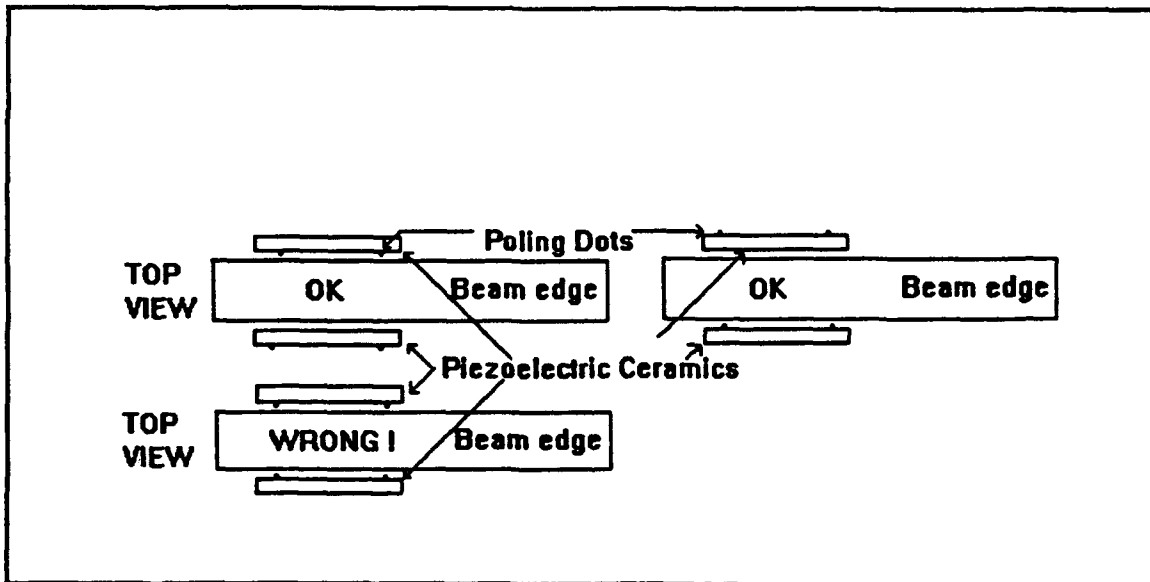 Poling Dots
TOP
VIEW
OK
Beam edge
OK
Beam edge
Piezoelectric Ceramics
TOP
VIEW
WRONG !
Beam edge